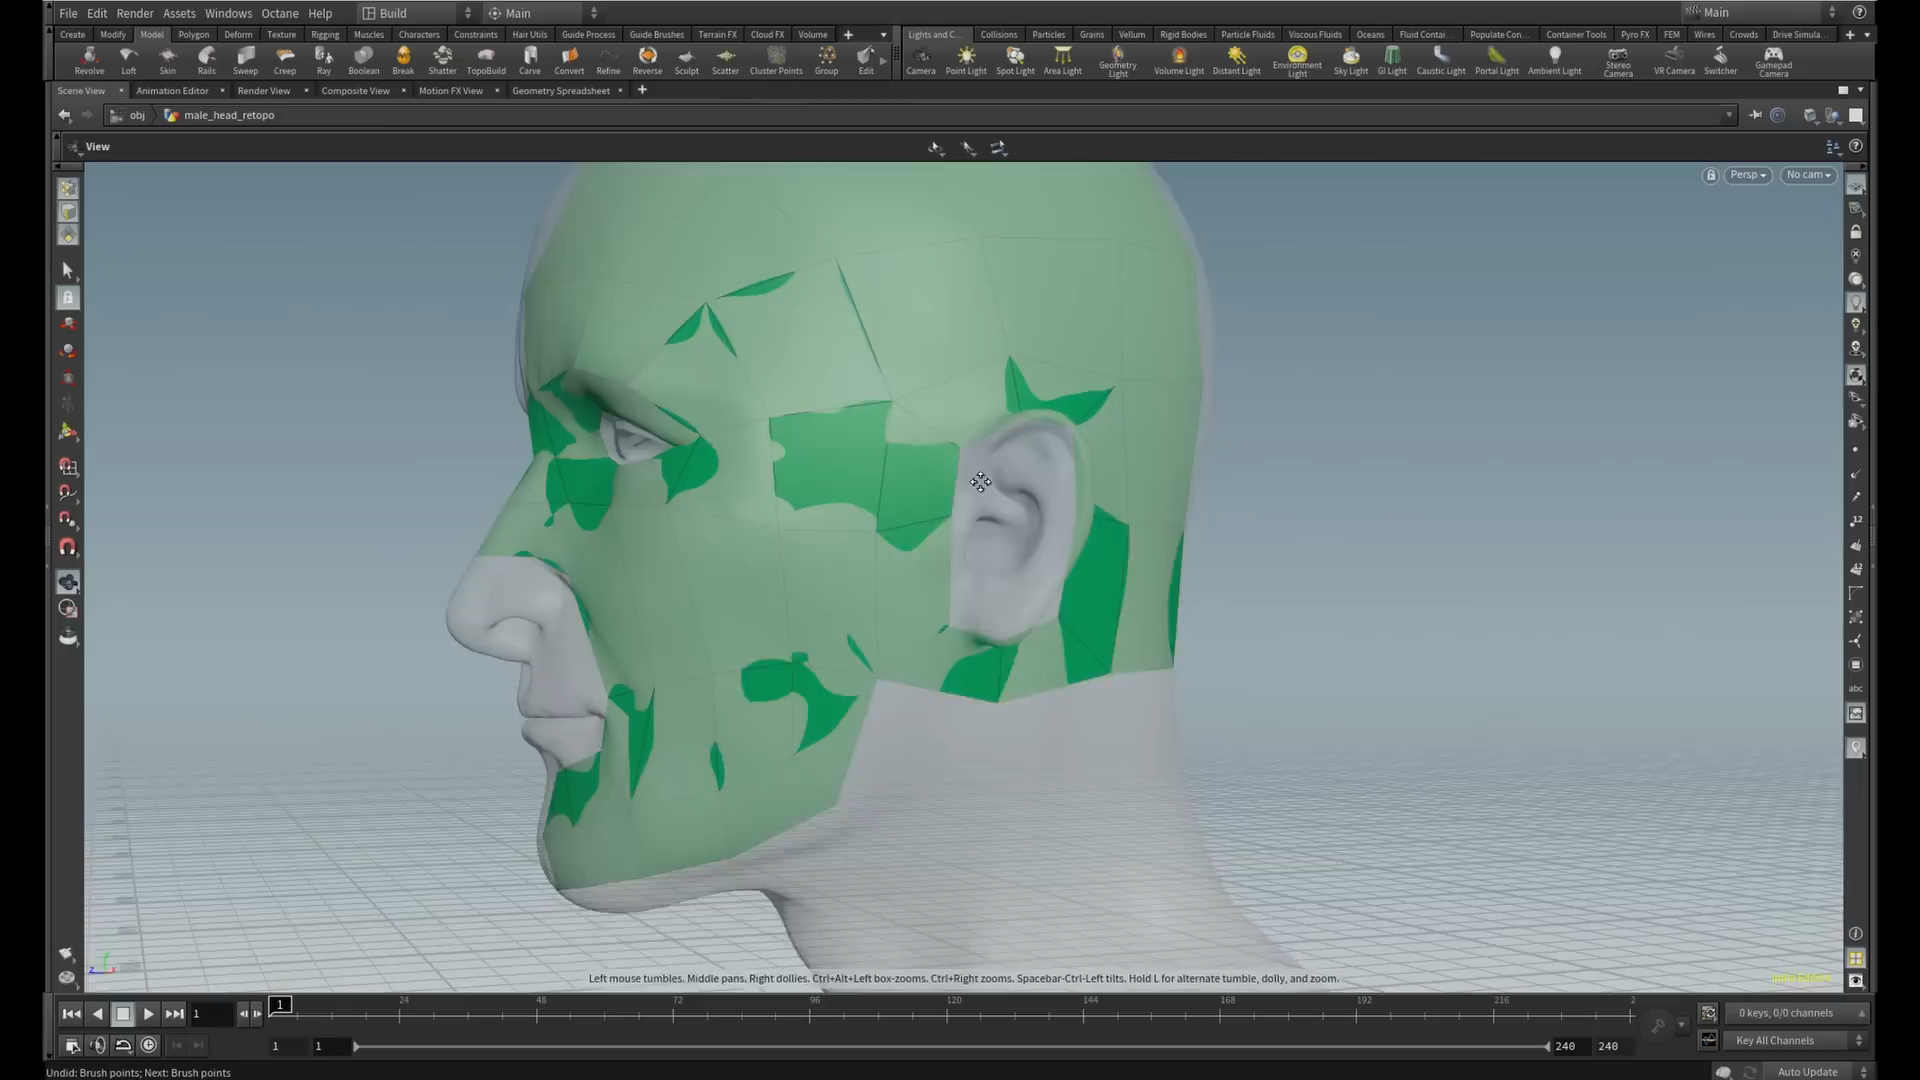 File Edit Render Assets Windows Octane Help Build Main Main
Create Modify Model Polygon Deform Texture Rigging Muscles Characters Constraints Hair Utils Guide Process Guide Brushes Terrain FX Cloud FX Volume Lights and C... Collisions Particles Grains Vellum Rigid Bodies Particle Fluids Viscous Fluids Oceans Fluid Contai... Populate Con... Container Tools Pyro FX FEM Wires Crowds Drive Simula...
Revolve Loft Skin Rails Sweep Creep Ray Boolean Break Shatter TopoBuild Carve Convert Refine Reverse Sculpt Scatter Cluster Points Group Edit Camera Point Light Spot Light Area Light Geometry Light Volume Light Distant Light Environment Light Sky Light GI Light Caustic Light Portal Light Ambient Light Stereo Camera VR Camera Switcher Gamepad Camera
Scene View Animation Editor Render View Composite View Motion FX View Geometry Spreadsheet
obj male_head_retopo
View
Persp No cam
12
12
abc
z x
Left mouse tumbles. Middle pans. Right dollies. Ctrl+Alt+Left box-zooms. Ctrl+Right zooms. Spacebar-Ctrl-Left tilts. Hold L for alternate tumble, dolly, and zoom.
1 1 24 48 72 96 120 144 168 192 216 2 0 keys, 0/0 channels
1 1 240 240 Key All Channels
Undid: Brush points; Next: Brush points Auto Update